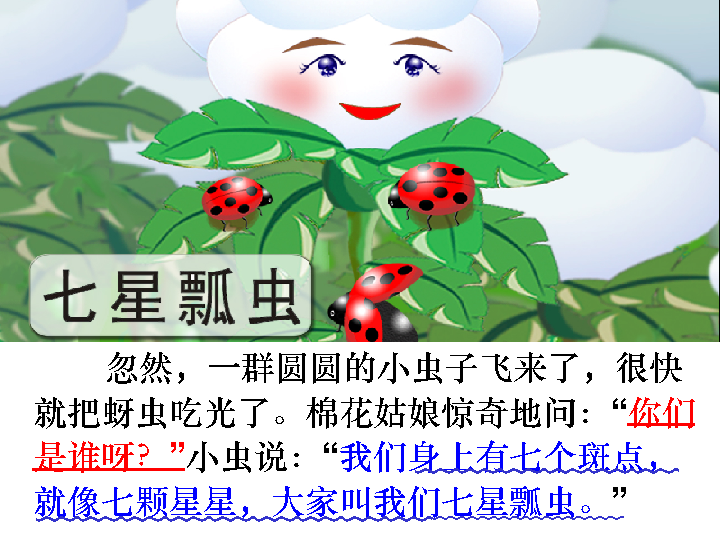 七星瓢虫
忽然，一群圆圆的小虫子飞来了，很快
就把蚜虫吃光了。棉花姑娘惊奇地问：“你们
是谁呀？”小虫说：“我们身上有七个斑点，
就像七颗星星，大家叫我们七星瓢虫。”